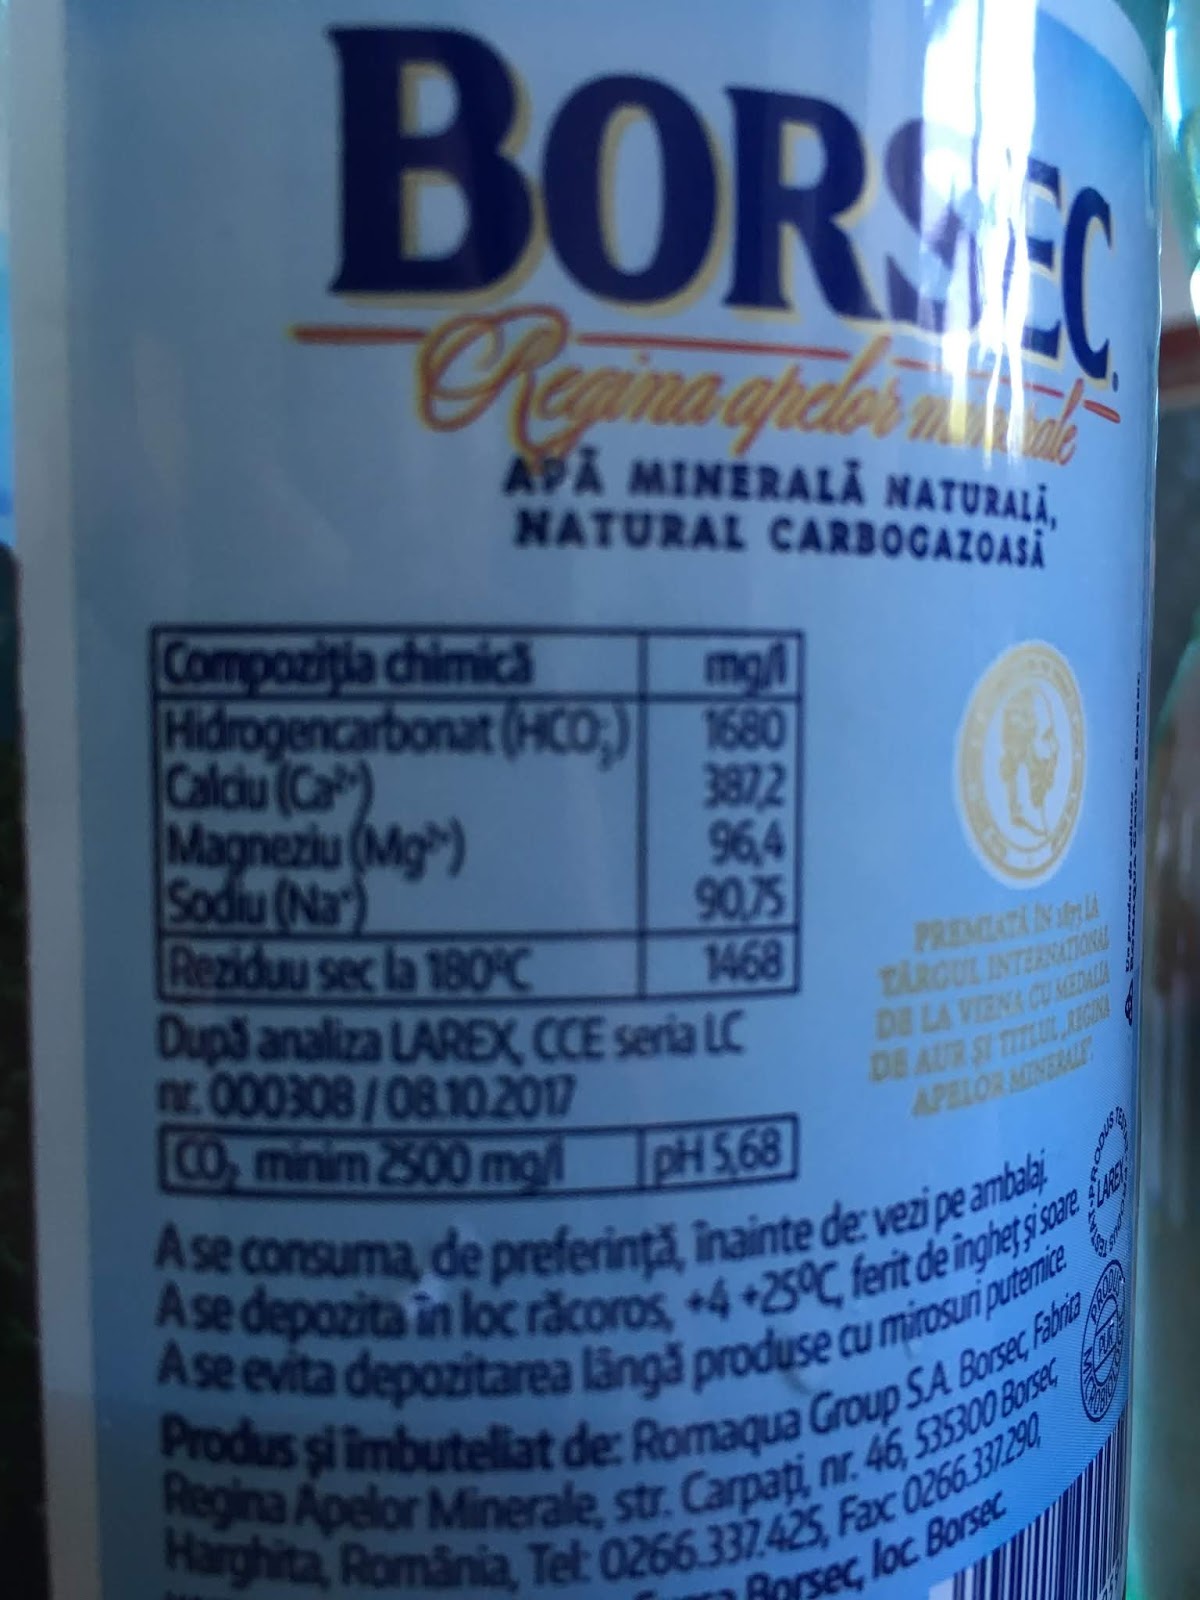 BORSEC
Regina apelor minerale
APĂ MINERALĂ NATURALĂ,
NATURAL CARBOGAZOASĂ
Compoziția chimică mg/l
Hidrogencarbonat (HCO₃⁻) 1680
Calciu (Ca²⁺) 387,2
Magneziu (Mg²⁺) 96,4
Sodiu (Na⁺) 90,75
Reziduu sec la 180°C 1468
După analiza LAREX, CCE seria LC
nr. 000308 / 08.10.2017
CO₂ minim 2500 mg/l pH 5,68
PREMIATĂ ÎN LA
TÂRGUL INTERNAȚIONAL
DE LA VIENA CU MEDALIA
DE AUR ȘI TITLUL „REGINA
APELOR MINERALE".
A se consuma, de preferință, înainte de: vezi pe ambalaj.
A se depozita în loc răcoros, +4 +25°C, ferit de îngheț și soare.
A se evita depozitarea lângă produse cu mirosuri puternice.
Produs și îmbuteliat de: Romaqua Group S.A. Borsec, Fabrica
Regina Apelor Minerale, str. Carpați, nr. 46, 535300 Borsec,
Harghita, România, Tel: 0266.337.425, Fax: 0266.337.290,
Borsec, loc. Borsec.
LAREX
PUR